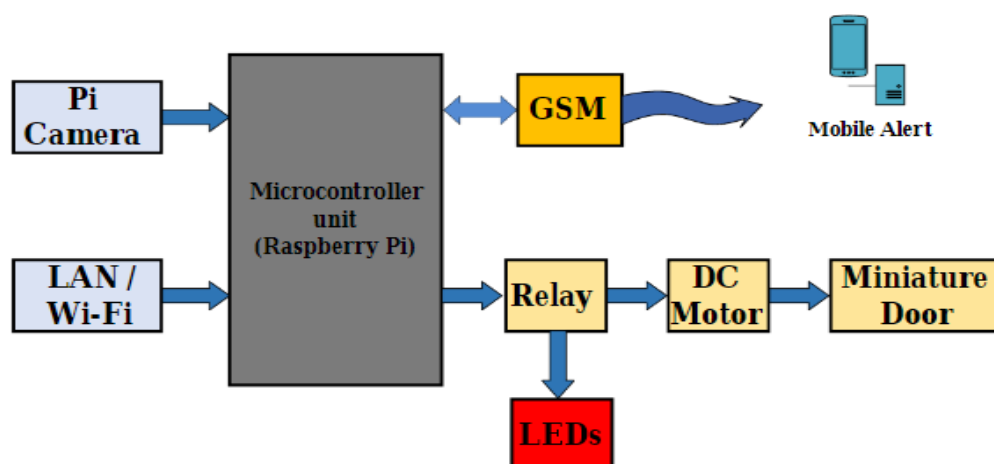 Pi
Camera
GSM
Mobile Alert
Microcontroller
unit
(Raspberry Pi)
LAN /
Wi-Fi
Relay
DC
Motor
Miniature
Door
LEDs